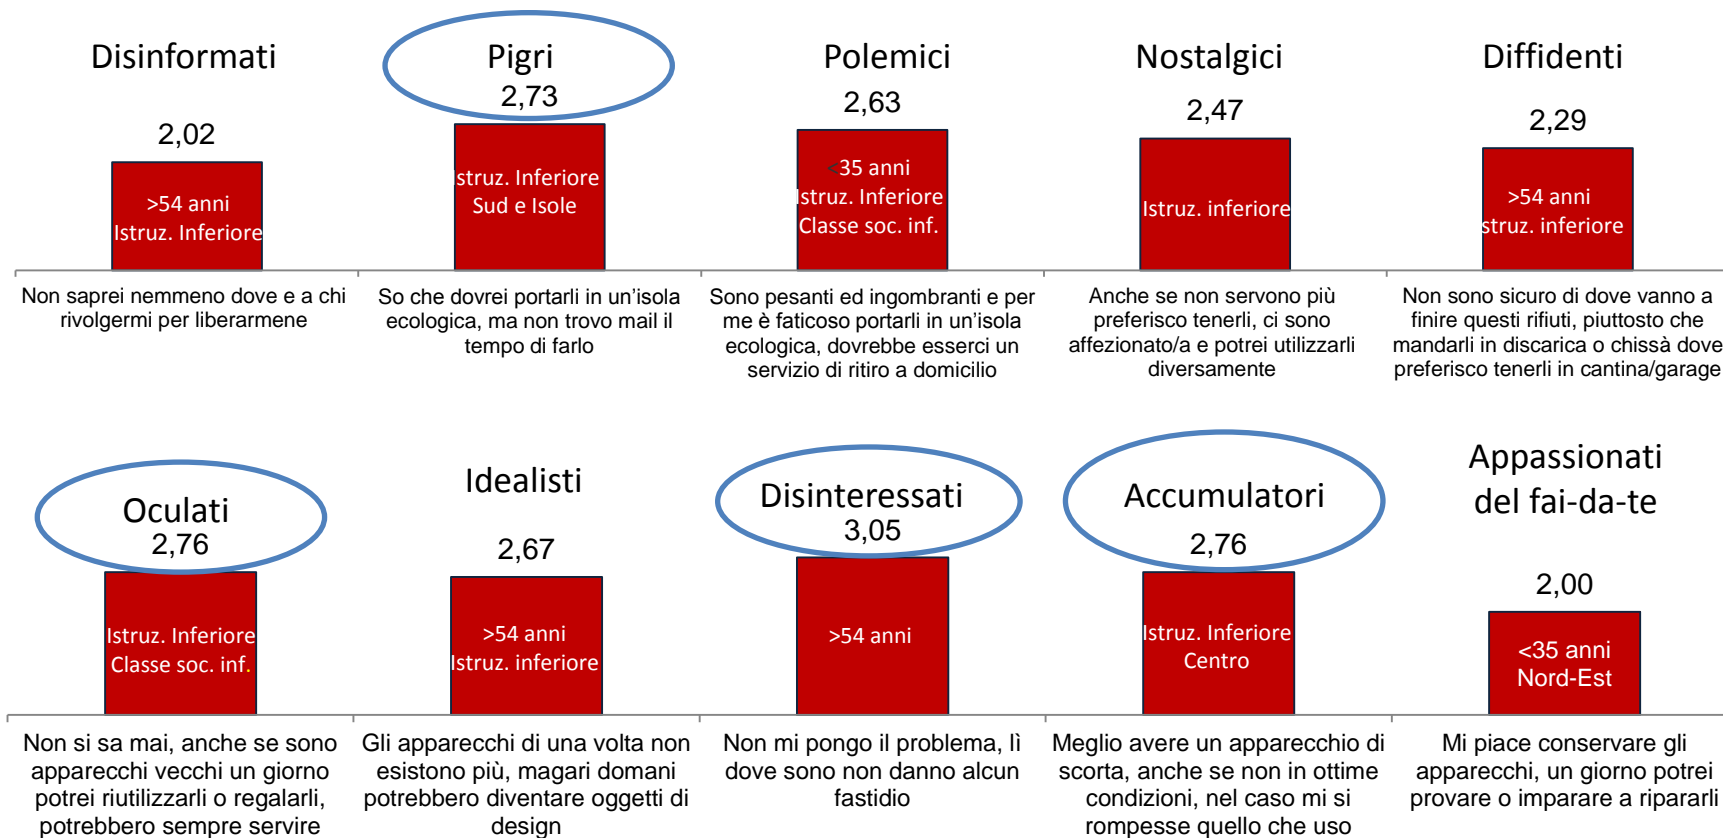 Disinformati
2,02
>54 anni
Istruz. Inferiore
Non saprei nemmeno dove e a chi
rivolgermi per liberarmene
Pigri
2,73
Istruz. Inferiore
Sud e Isole
So che dovrei portarli in un'isola
ecologica, ma non trovo mail il
tempo di farlo
Polemici
2,63
<35 anni
Istruz. Inferiore
Classe soc. inf.
Sono pesanti ed ingombranti e per
me è faticoso portarli in un'isola
ecologica, dovrebbe esserci un
servizio di ritiro a domicilio
Nostalgici
2,47
Istruz. inferiore
Anche se non servono più
preferisco tenerli, ci sono
affezionato/a e potrei utilizzarli
diversamente
Diffidenti
2,29
>54 anni
Istruz. inferiore
Non sono sicuro di dove vanno a
finire questi rifiuti, piuttosto che
mandarli in discarica o chissà dove
preferisco tenerli in cantina/garage
Oculati
2,76
Istruz. Inferiore
Classe soc. inf.
Non si sa mai, anche se sono
apparecchi vecchi un giorno
potrei riutilizzarli o regalarli,
potrebbero sempre servire
Idealisti
2,67
>54 anni
Istruz. inferiore
Gli apparecchi di una volta non
esistono più, magari domani
potrebbero diventare oggetti di
design
Disinteressati
3,05
>54 anni
Non mi pongo il problema, lì
dove sono non danno alcun
fastidio
Accumulatori
2,76
Istruz. Inferiore
Centro
Meglio avere un apparecchio di
scorta, anche se non in ottime
condizioni, nel caso mi si
rompesse quello che uso
Appassionati
del fai-da-te
2,00
<35 anni
Nord-Est
Mi piace conservare gli
apparecchi, un giorno potrei
provare o imparare a ripararli